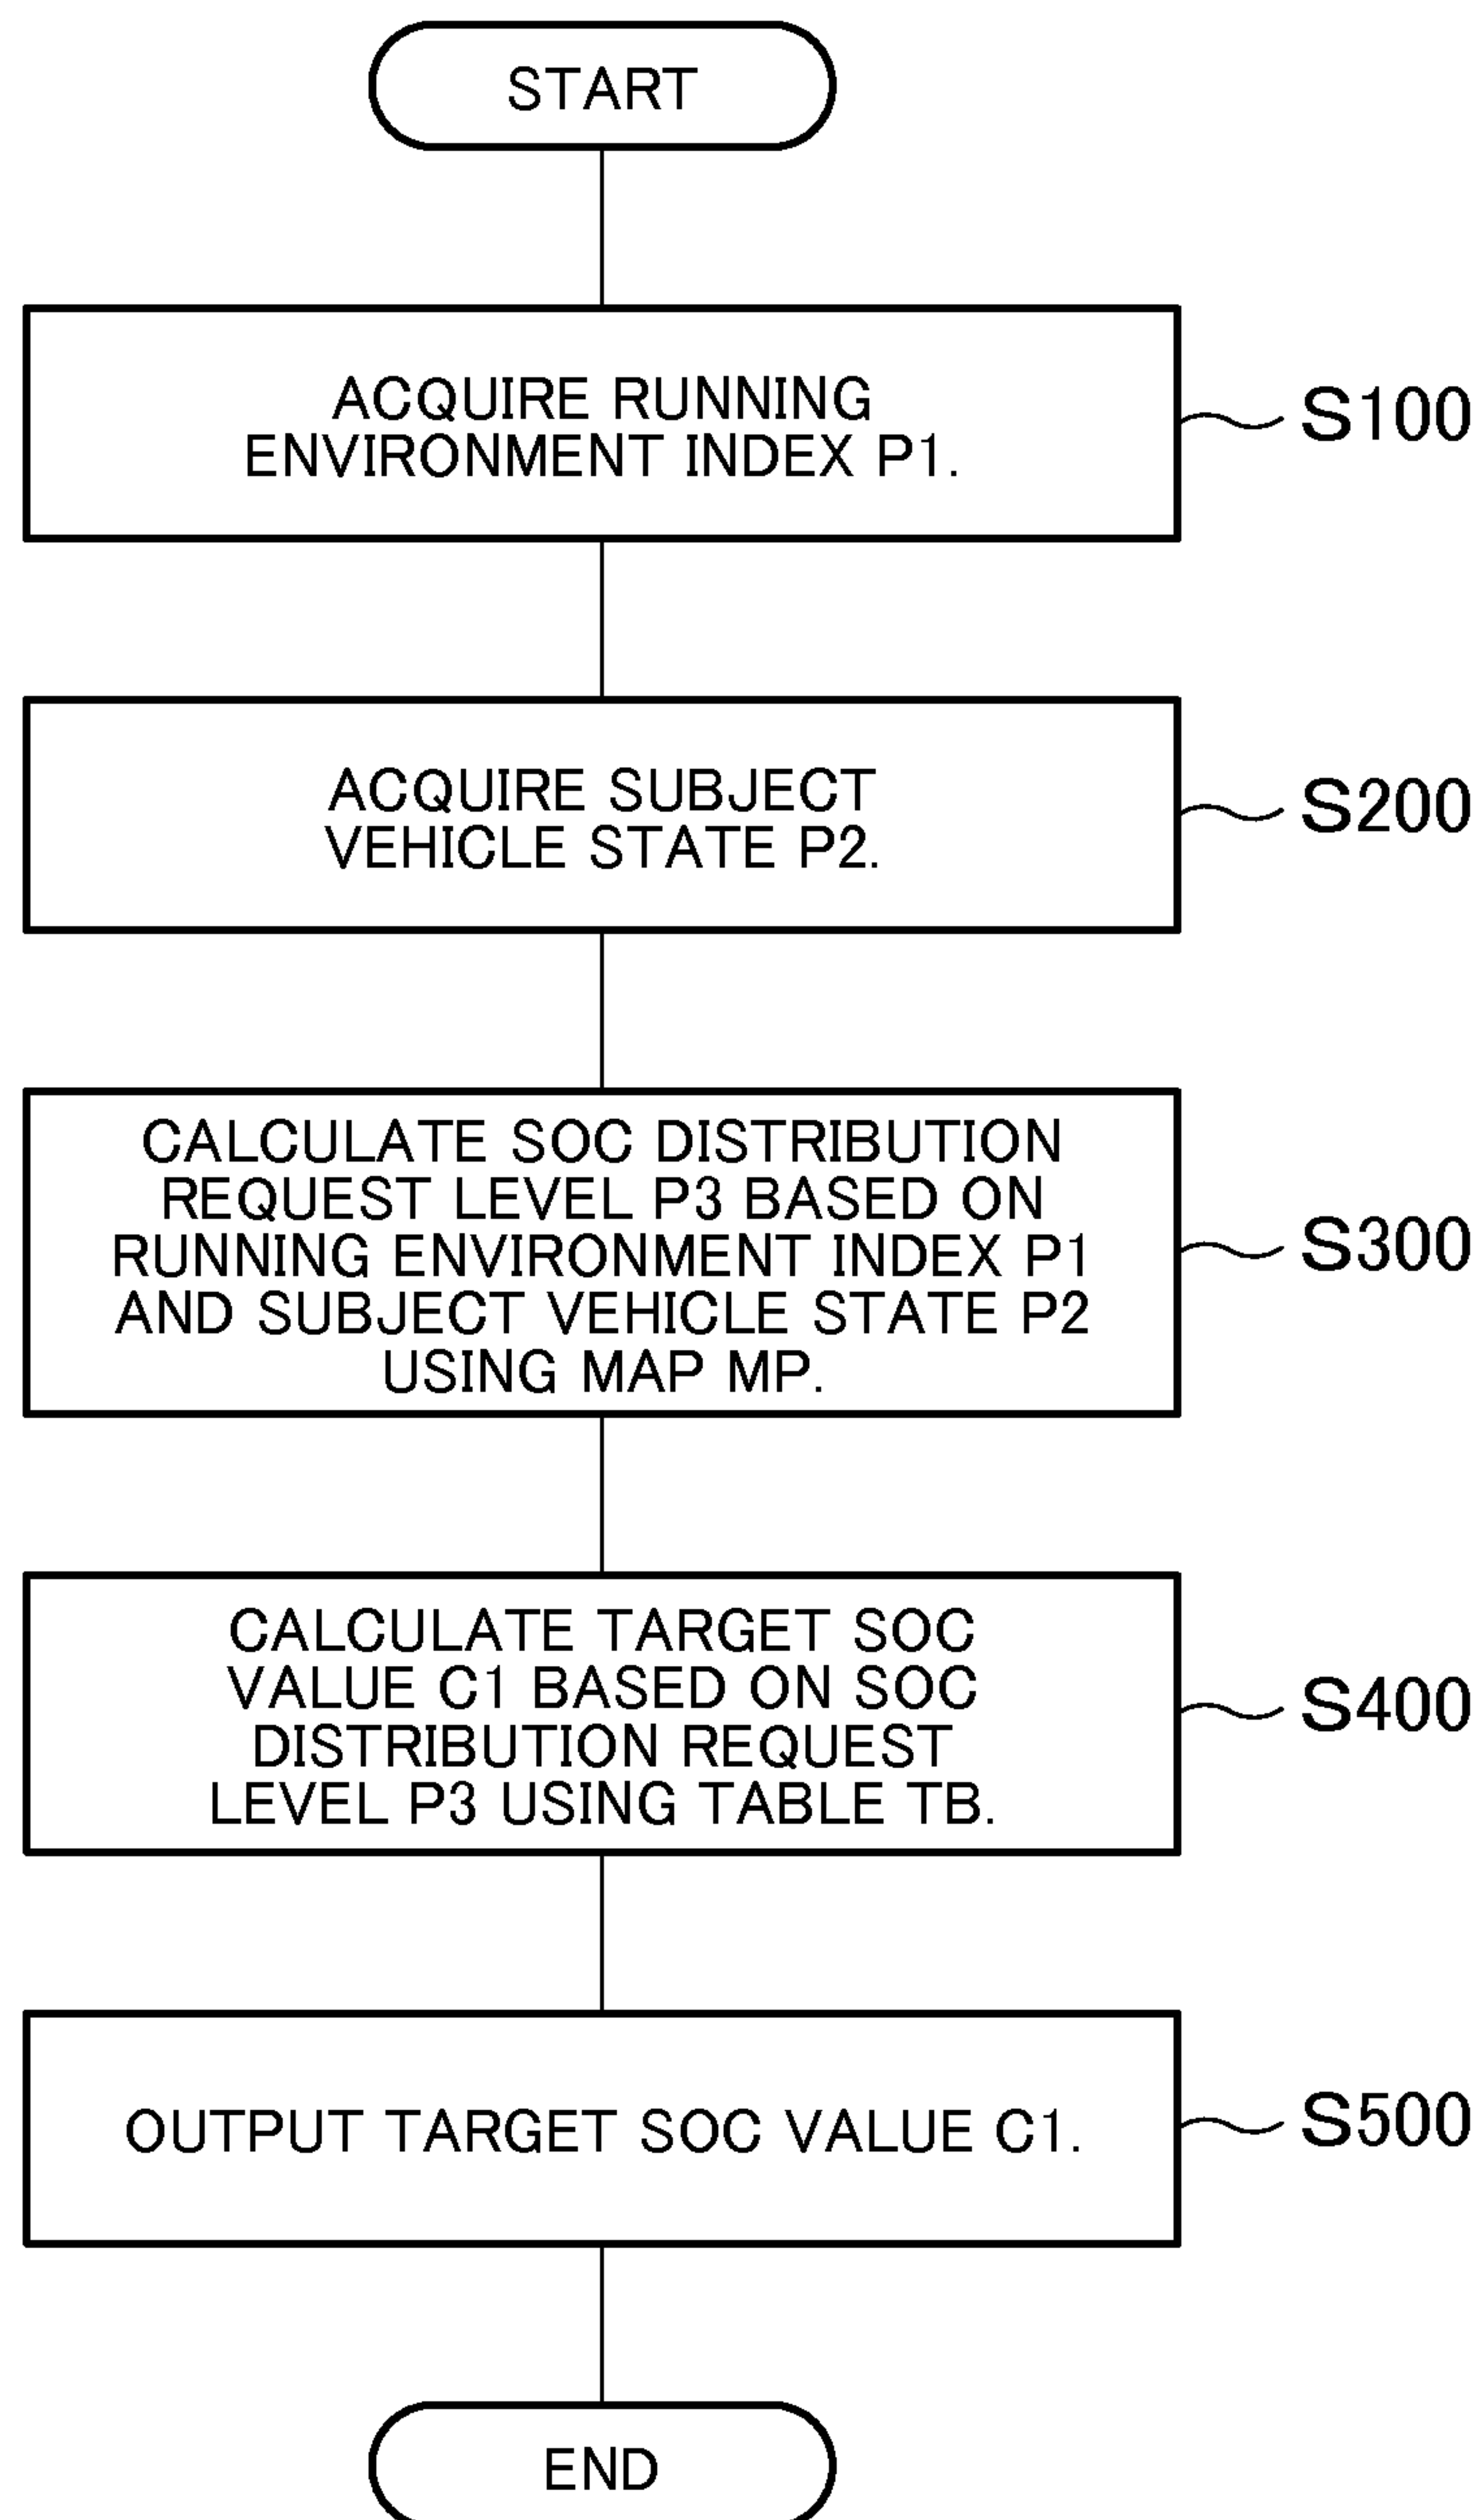 START
ACQUIRE RUNNING
ENVIRONMENT INDEX P1.
S100
ACQUIRE SUBJECT
VEHICLE STATE P2.
S200
CALCULATE SOC DISTRIBUTION
REQUEST LEVEL P3 BASED ON
RUNNING ENVIRONMENT INDEX P1
AND SUBJECT VEHICLE STATE P2
USING MAP MP.
S300
CALCULATE TARGET SOC
VALUE C1 BASED ON SOC
DISTRIBUTION REQUEST
LEVEL P3 USING TABLE TB.
S400
OUTPUT TARGET SOC VALUE C1.
S500
END